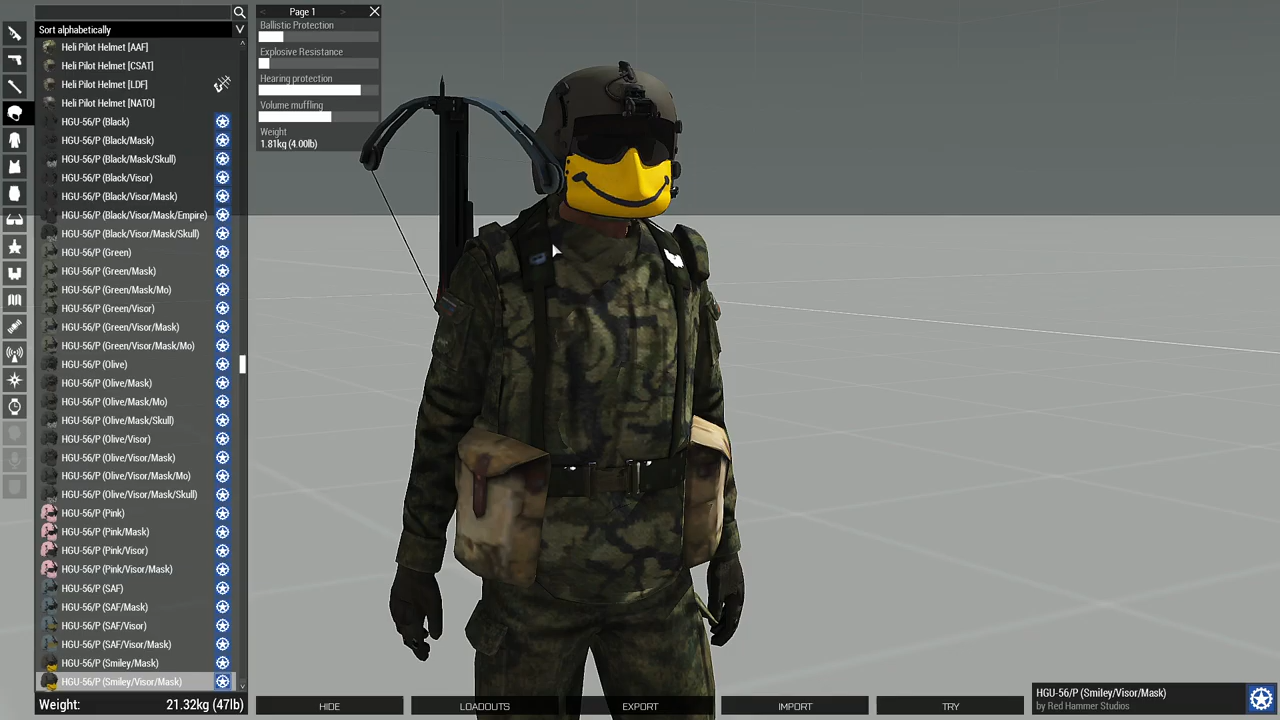 Sort alphabetically
Heli Pilot Helmet [AAF]
Heli Pilot Helmet [CSAT]
Heli Pilot Helmet [LDF]
Heli Pilot Helmet [NATO]
HGU-56/P (Black)
HGU-56/P (Black/Mask)
HGU-56/P (Black/Mask/Skull)
HGU-56/P (Black/Visor)
HGU-56/P (Black/Visor/Mask)
HGU-56/P (Black/Visor/Mask/Empire)
HGU-56/P (Black/Visor/Mask/Skull)
HGU-56/P (Green)
HGU-56/P (Green/Mask)
HGU-56/P (Green/Mask/Mo)
HGU-56/P (Green/Visor)
HGU-56/P (Green/Visor/Mask)
HGU-56/P (Green/Visor/Mask/Mo)
HGU-56/P (Olive)
HGU-56/P (Olive/Mask)
HGU-56/P (Olive/Mask/Mo)
HGU-56/P (Olive/Mask/Skull)
HGU-56/P (Olive/Visor)
HGU-56/P (Olive/Visor/Mask)
HGU-56/P (Olive/Visor/Mask/Mo)
HGU-56/P (Olive/Visor/Mask/Skull)
HGU-56/P (Pink)
HGU-56/P (Pink/Mask)
HGU-56/P (Pink/Visor)
HGU-56/P (Pink/Visor/Mask)
HGU-56/P (SAF)
HGU-56/P (SAF/Mask)
HGU-56/P (SAF/Visor)
HGU-56/P (SAF/Visor/Mask)
HGU-56/P (Smiley/Mask)
HGU-56/P (Smiley/Visor/Mask)
Weight: 21.32kg (47lb)
< Page 1 >
Ballistic Protection
Explosive Resistance
Hearing protection
Volume muffling
Weight
1.81kg (4.00lb)
HIDE
LOADOUTS
EXPORT
IMPORT
TRY
HGU-56/P (Smiley/Visor/Mask)
by Red Hammer Studios